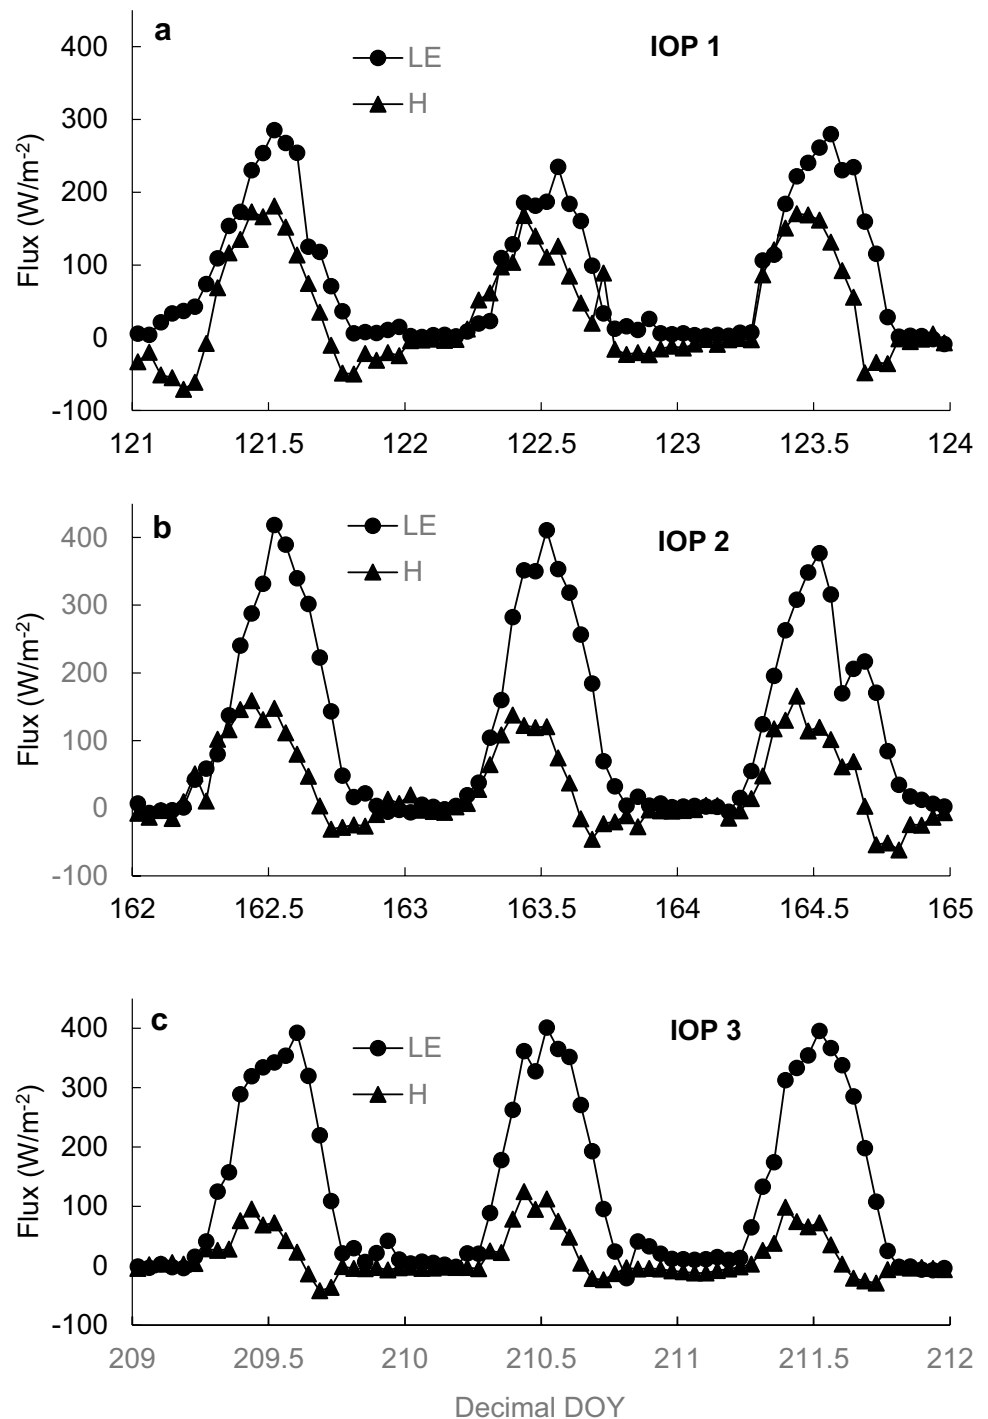 a
IOP 1
LE
H
Flux (W/m-2)
400
300
200
100
0
-100
121 121.5 122 122.5 123 123.5 124
b
IOP 2
LE
H
Flux (W/m-2)
400
300
200
100
0
-100
162 162.5 163 163.5 164 164.5 165
c
IOP 3
LE
H
Flux (W/m-2)
400
300
200
100
0
-100
209 209.5 210 210.5 211 211.5 212
Decimal DOY